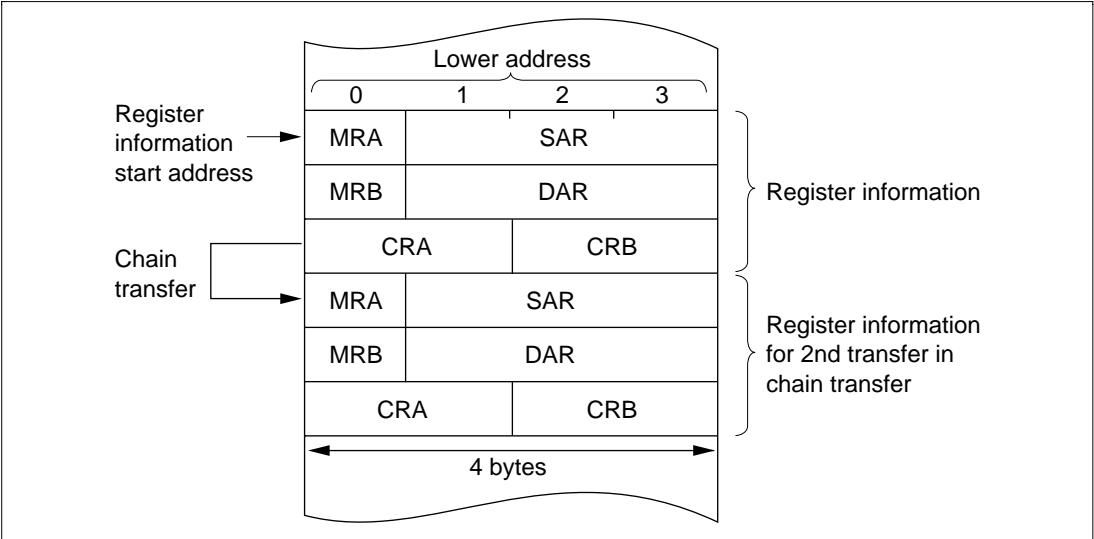 Lower address
0 1 2 3
Register
information
start address
MRA SAR
MRB DAR
Register information
CRA CRB
Chain
transfer
MRA SAR
MRB DAR
Register information
for 2nd transfer in
chain transfer
CRA CRB
4 bytes